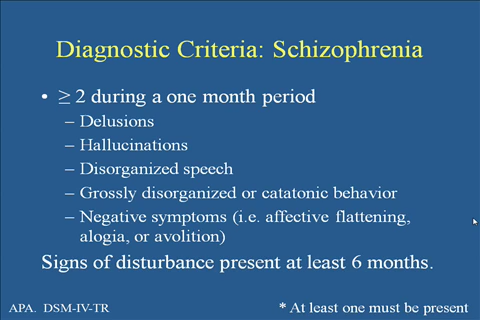 Diagnostic Criteria: Schizophrenia
• ≥ 2 during a one month period
– Delusions
– Hallucinations
– Disorganized speech
– Grossly disorganized or catatonic behavior
– Negative symptoms (i.e. affective flattening,
alogia, or avolition)
Signs of disturbance present at least 6 months.
APA. DSM-IV-TR
* At least one must be present